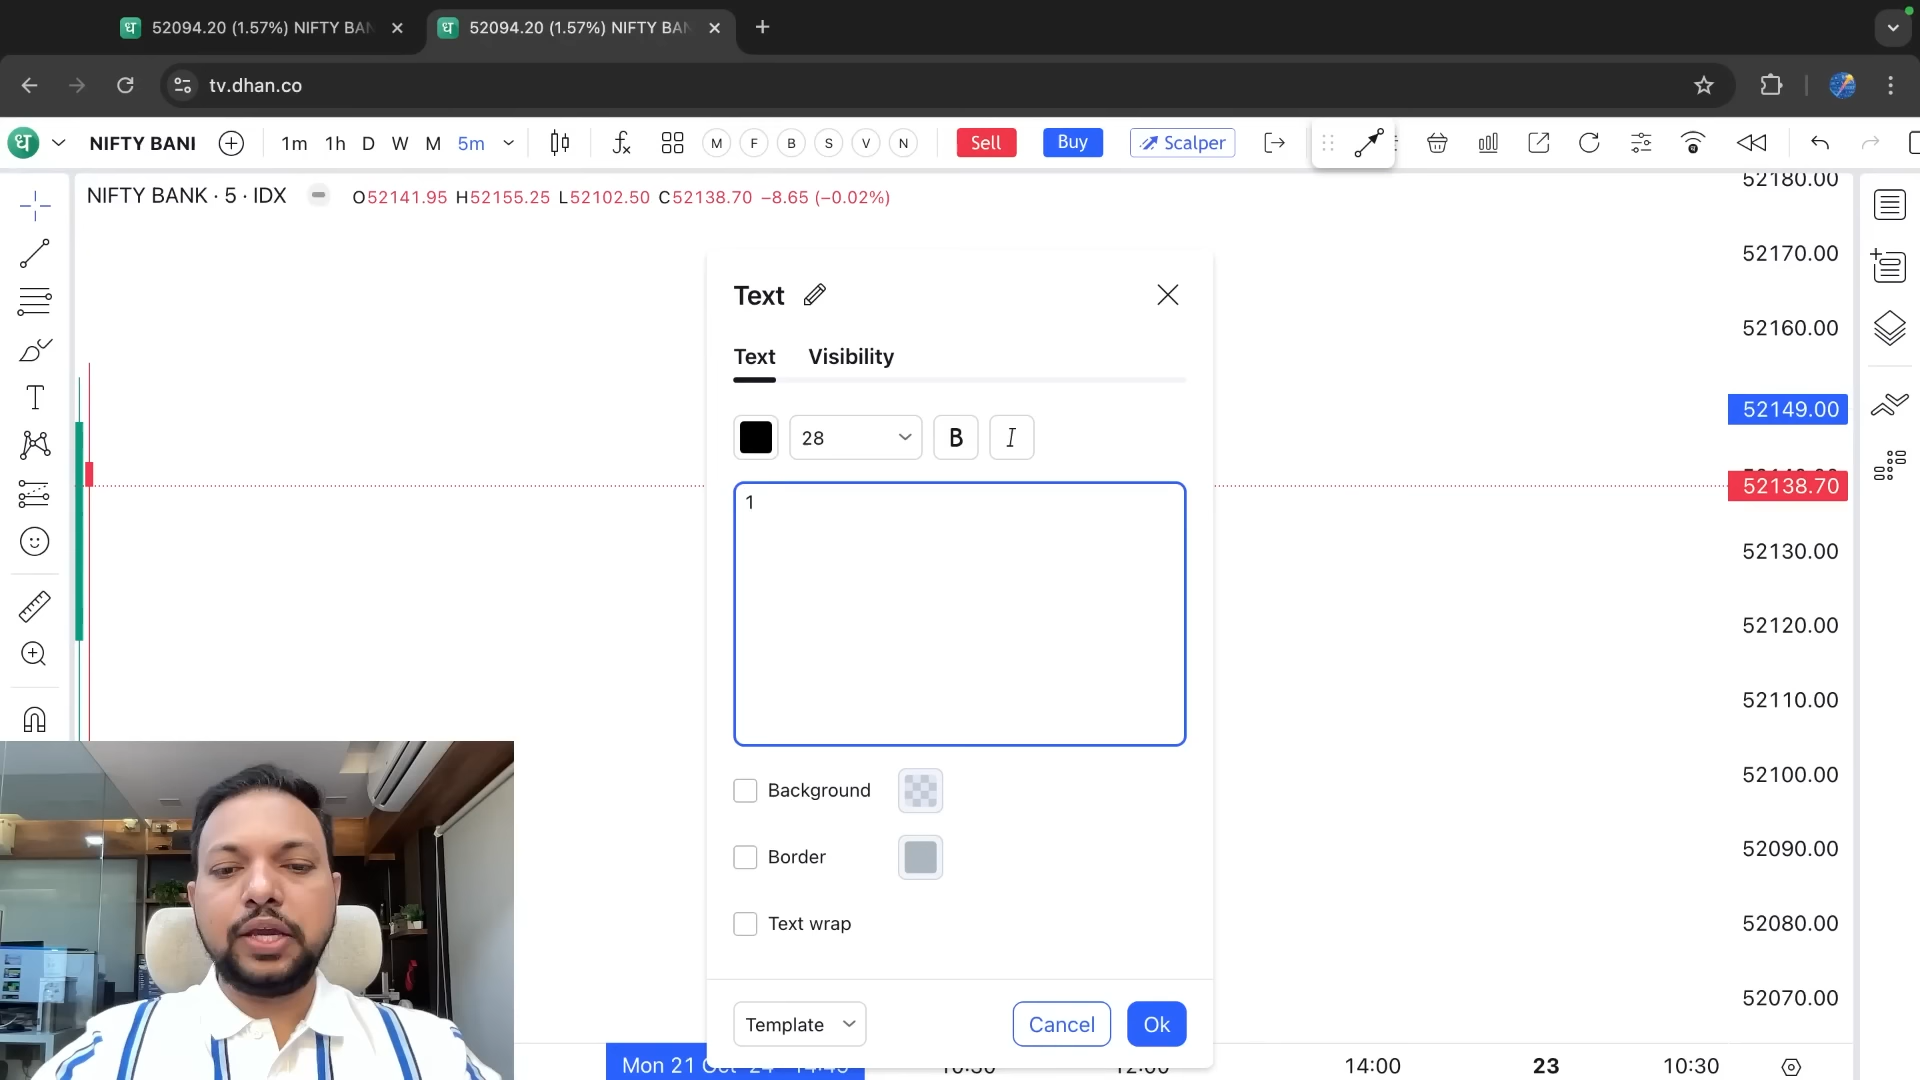 ध 52094.20 (1.57%) NIFTY BAN
ध 52094.20 (1.57%) NIFTY BAN
tv.dhan.co
ध NIFTY BANI 1m 1h D W M 5m M F B S V N Sell Buy Scalper
NIFTY BANK · 5 · IDX O52141.95 H52155.25 L52102.50 C52138.70 −8.65 (−0.02%)
52180.00
52170.00
52160.00
52149.00
52138.70
52130.00
52120.00
52110.00
52100.00
52090.00
52080.00
52070.00
Text
Text Visibility
28 B I
1
Background
Border
Text wrap
Template Cancel Ok
Mon 21 14:00 23 10:30